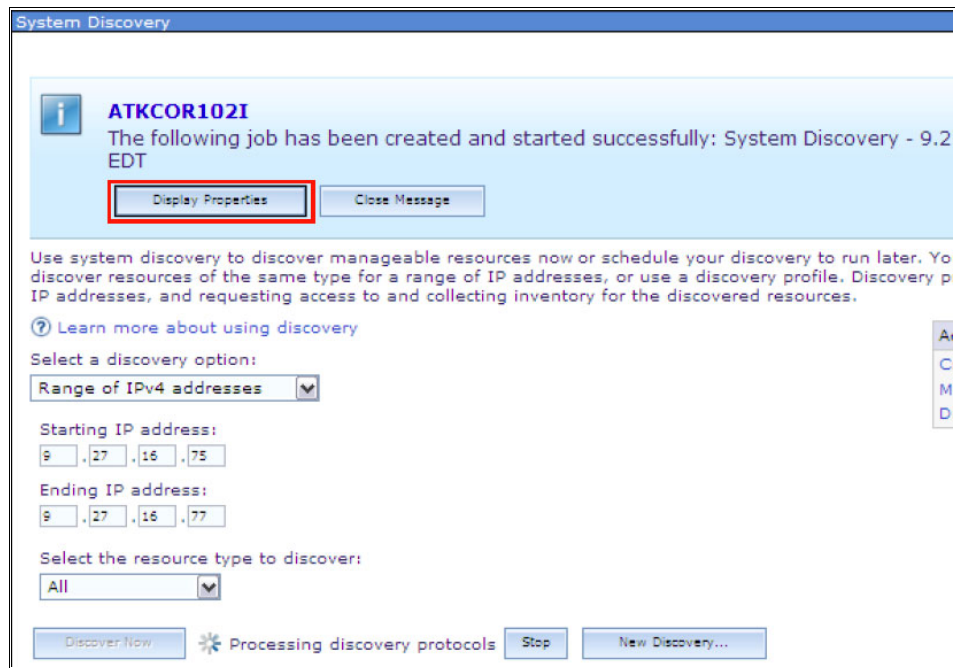 System Discovery
ATKCOR102I
The following job has been created and started successfully: System Discovery - 9.2
EDT
Display Properties
Close Message
Use system discovery to discover manageable resources now or schedule your discovery to run later. Yo
discover resources of the same type for a range of IP addresses, or use a discovery profile. Discovery p
IP addresses, and requesting access to and collecting inventory for the discovered resources.
Learn more about using discovery
Select a discovery option:
Range of IPv4 addresses
Starting IP address:
9 . 27 . 16 . 75
Ending IP address:
9 . 27 . 16 . 77
Select the resource type to discover:
All
Discover Now
Processing discovery protocols
Stop
New Discovery...
A
C
M
D